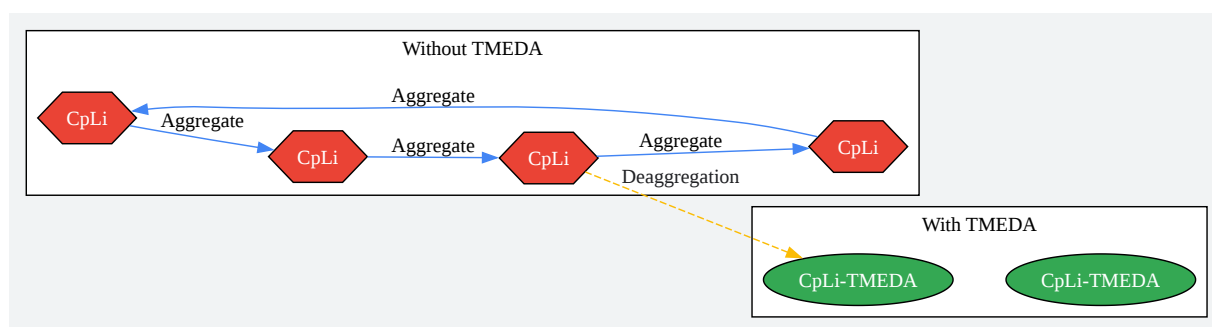 Without TMEDA
Aggregate
CpLi
Aggregate
CpLi
Aggregate
CpLi
Aggregate
CpLi
Deaggregation
With TMEDA
CpLi-TMEDA
CpLi-TMEDA